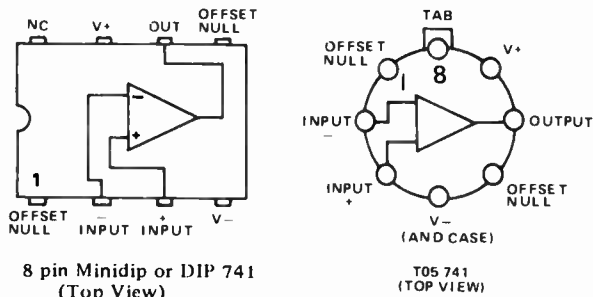 NC V+ OUT OFFSET NULL
− +
1
OFFSET NULL − INPUT + INPUT V−
8 pin Minidip or DIP 741
(Top View)
TAB
OFFSET NULL 1 8 V+
INPUT − OUTPUT
INPUT + OFFSET NULL
V−
(AND CASE)
T05 741
(TOP VIEW)